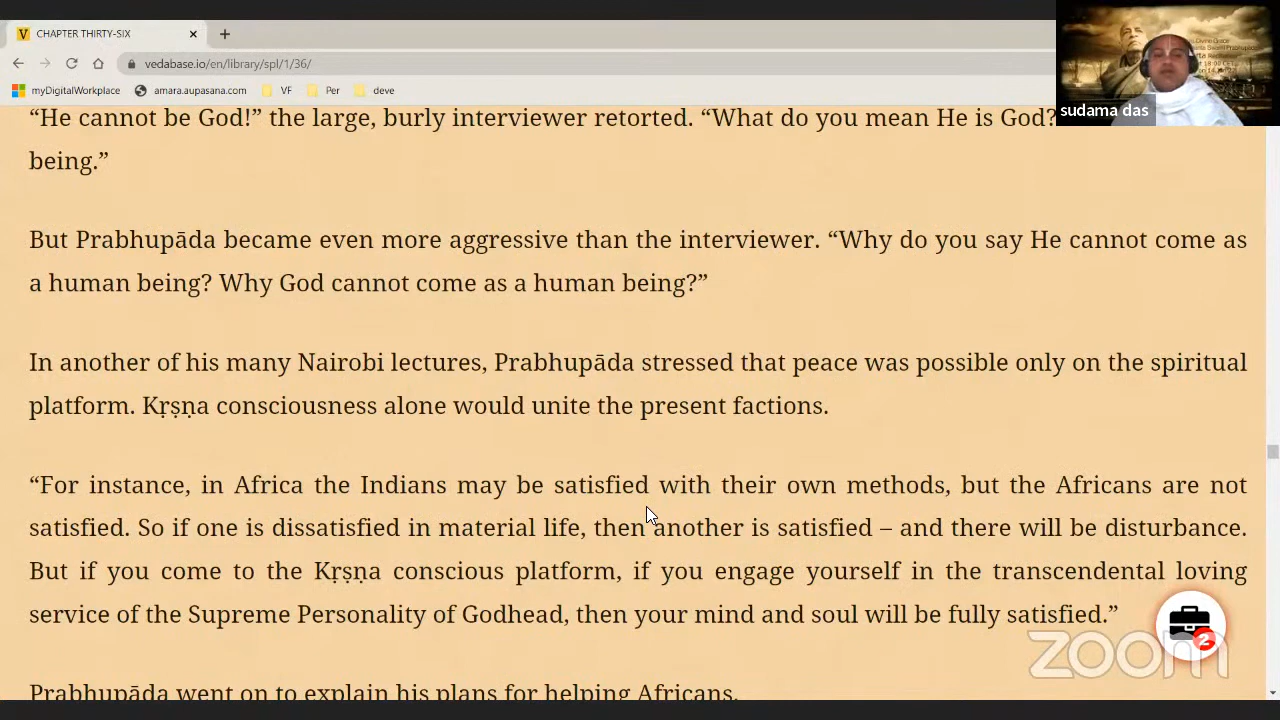 CHAPTER THIRTY-SIX
vedabase.io/en/library/spl/1/36/
myDigitalWorkplace amara.aupasana.com VF Per deve
sudama das
“He cannot be God!” the large, burly interviewer retorted. “What do you mean He is God?
being.”
But Prabhupāda became even more aggressive than the interviewer. “Why do you say He cannot come as
a human being? Why God cannot come as a human being?”
In another of his many Nairobi lectures, Prabhupāda stressed that peace was possible only on the spiritual
platform. Kṛṣṇa consciousness alone would unite the present factions.
“For instance, in Africa the Indians may be satisfied with their own methods, but the Africans are not
satisfied. So if one is dissatisfied in material life, then another is satisfied – and there will be disturbance.
But if you come to the Kṛṣṇa conscious platform, if you engage yourself in the transcendental loving
service of the Supreme Personality of Godhead, then your mind and soul will be fully satisfied.”
2
zoom
Prabhupāda went on to explain his plans for helping Africans.